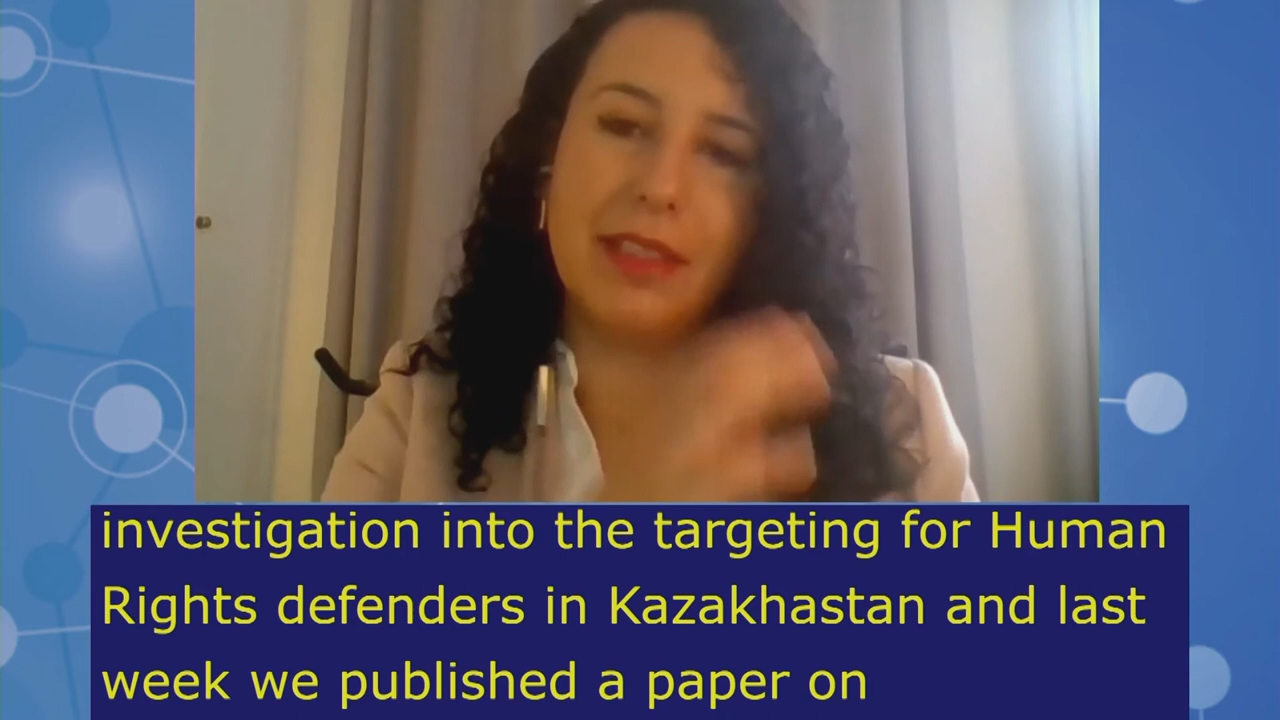 investigation into the targeting for Human
Rights defenders in Kazakhastan and last
week we published a paper on